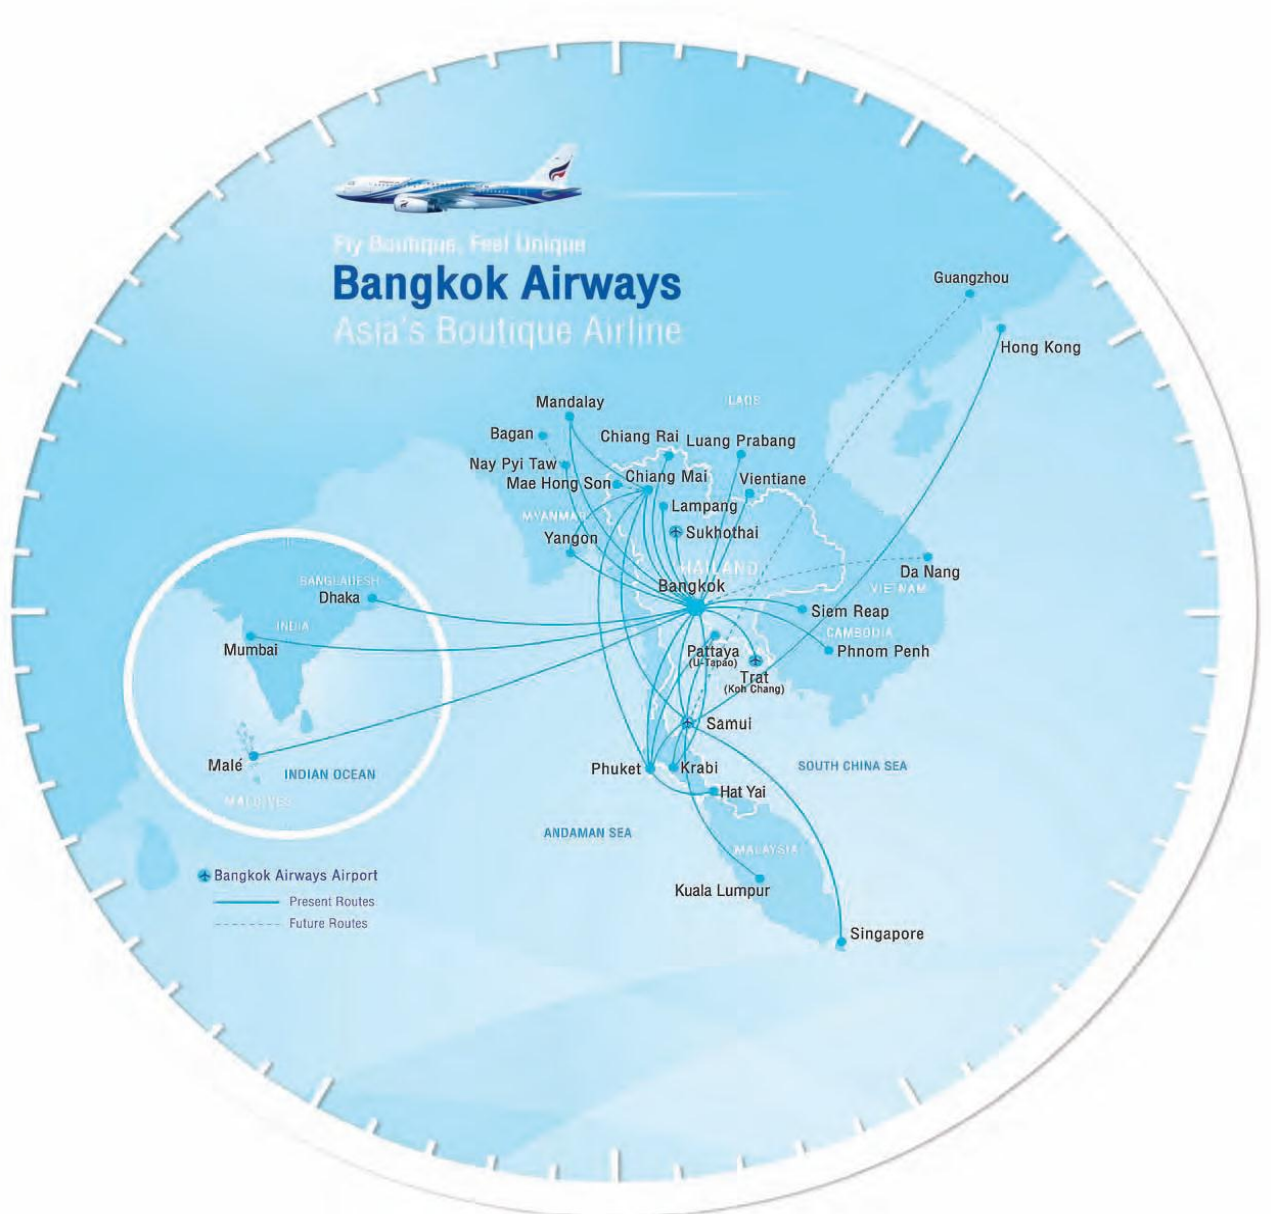 Fly Boutique, Feel Unique
Bangkok Airways
Asia's Boutique Airline
Guangzhou
Hong Kong
Mandalay
LAOS
Bagan
Chiang Rai
Luang Prabang
Nay Pyi Taw
Mae Hong Son
Chiang Mai
Vientiane
Lampang
MYANMAR
Sukhothai
Yangon
THAILAND
Da Nang
Bangkok
VIETNAM
BANGLADESH
Dhaka
Siem Reap
INDIA
CAMBODIA
Mumbai
Pattaya
(U-Tapao)
Phnom Penh
Trat
(Koh Chang)
Samui
Malé
INDIAN OCEAN
Phuket
Krabi
SOUTH CHINA SEA
Hat Yai
MALDIVES
ANDAMAN SEA
MALAYSIA
Bangkok Airways Airport
Kuala Lumpur
Present Routes
Future Routes
Singapore